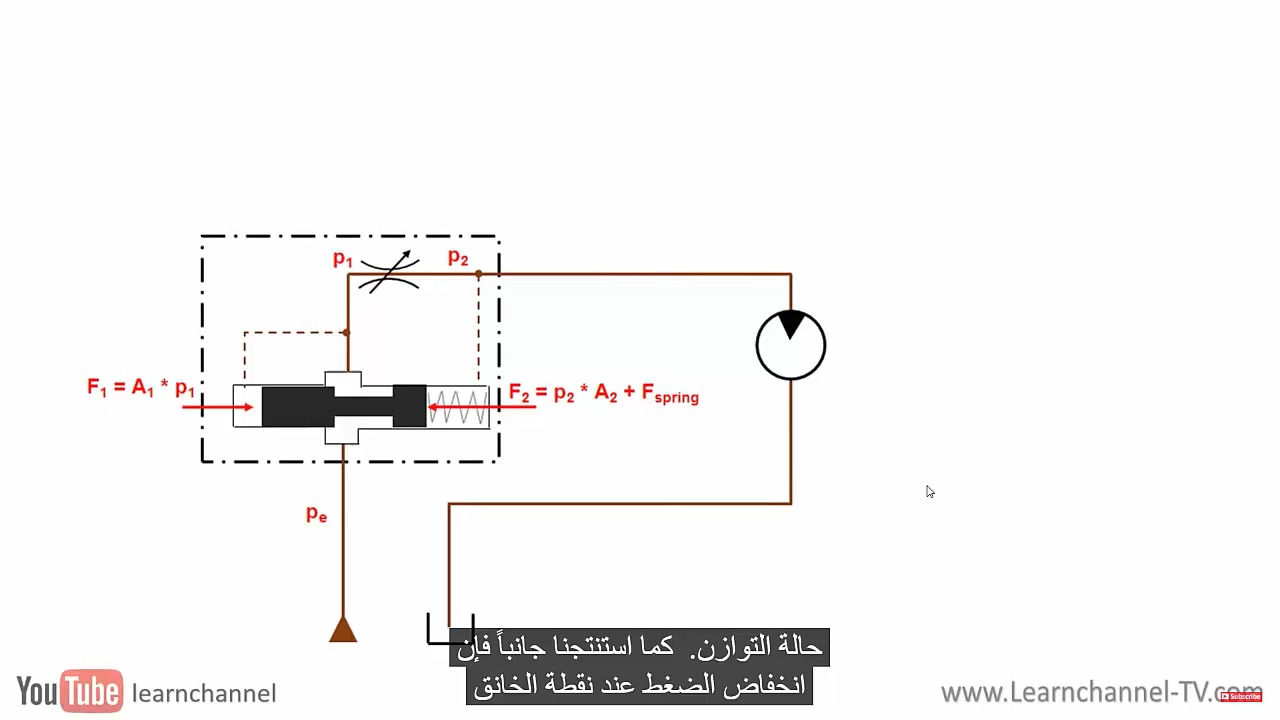 p1
p2
F1 = A1 * p1
F2 = p2 * A2 + Fspring
pe
حالة التوازن. كما استنتجنا جانباً فإن
انخفاض الضغط عند نقطة الخانق
YouTube learnchannel
www.Learnchannel-TV.com
Subscribe